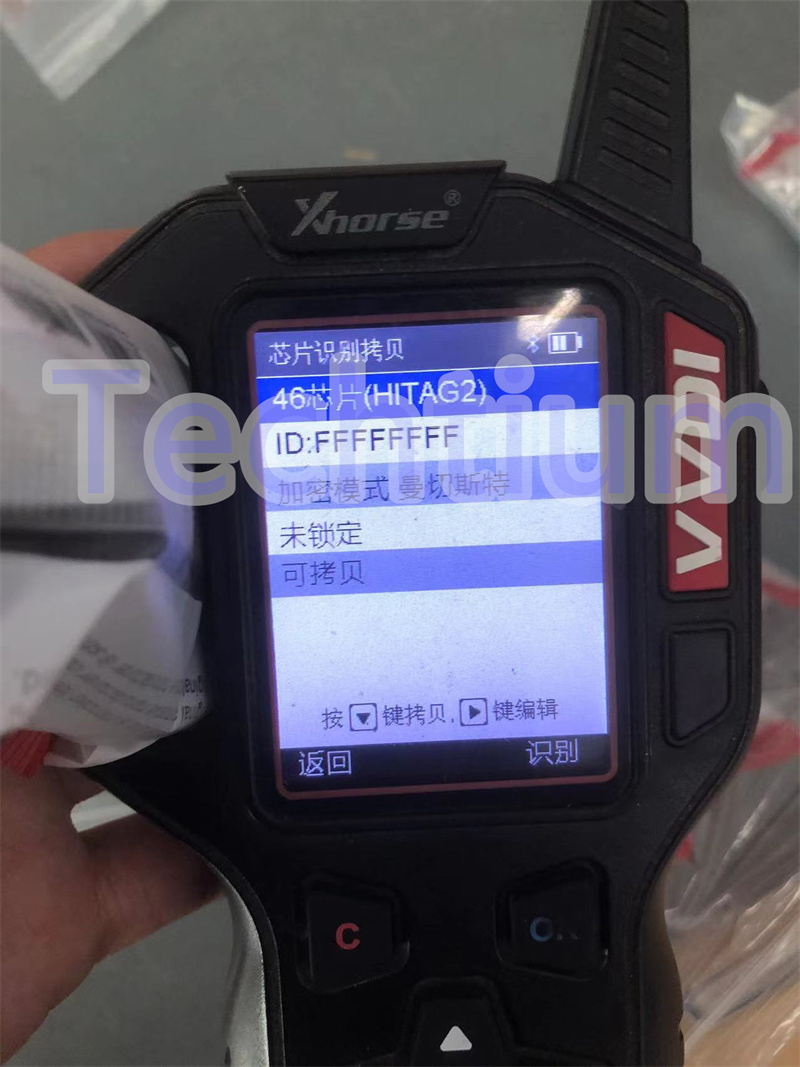 Xhorse®
芯片识别拷贝
46芯片(HITAG2)
ID:FFFFFFFF
Techrium
加密模式 曼切斯特
未锁定
可拷贝
VVDI
按▼键拷贝,▶键编辑
返回 识别
C OK